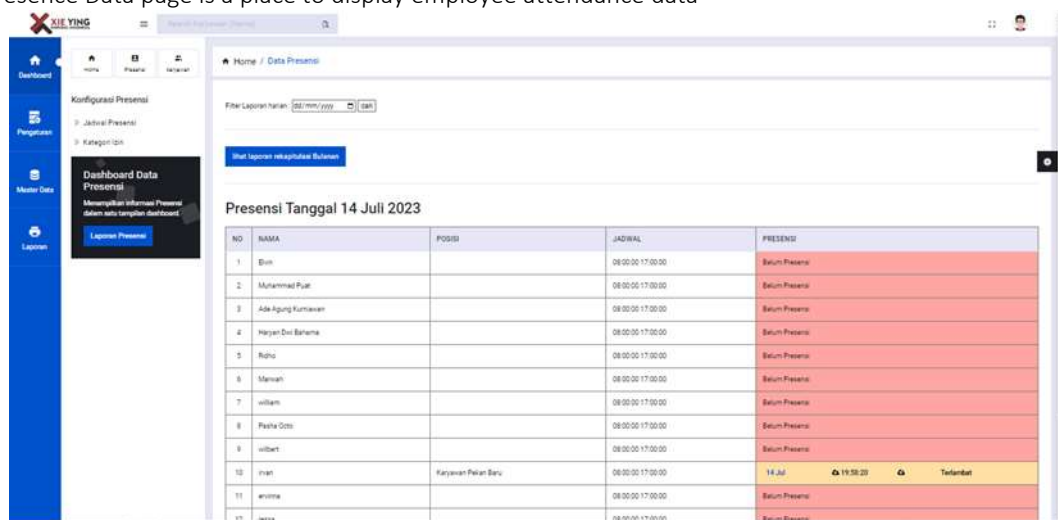 esence Data page is a place to display employee attendance data
XIE YING
Dashboard
Home
Presensi
Karyawan
Home / Data Presensi
Konfigurasi Presensi
Jadwal Presensi
Kategori Izin
Pengaturan
Master Data
Laporan
Dashboard Data
Presensi
Menampilkan informasi Presensi
dalam satu tampilan dashboard.
Laporan Presensi
Filter Laporan harian: dd/mm/yyyy cari
lihat laporan rekapitulasi Bulanan
Presensi Tanggal 14 Juli 2023
NO NAMA POSISI JADWAL PRESENSI
1 Elvin 08:00:00 17:00:00 Belum Presensi
2 Muhammad Puat 08:00:00 17:00:00 Belum Presensi
3 Ade Agung Kurniawan 08:00:00 17:00:00 Belum Presensi
4 Haryan Dwi 08:00:00 17:00:00 Belum Presensi
5 Ridho 08:00:00 17:00:00 Belum Presensi
6 Marwah 08:00:00 17:00:00 Belum Presensi
7 william 08:00:00 17:00:00 Belum Presensi
8 Pasha Octo 08:00:00 17:00:00 Belum Presensi
9 wilbert 08:00:00 17:00:00 Belum Presensi
10 irvan Karyawan Pekan Baru 08:00:00 17:00:00 14 Jul 19:58:20 Terlambat
11 08:00:00 17:00:00 Belum Presensi
12 08:00:00 17:00:00 Belum Presensi